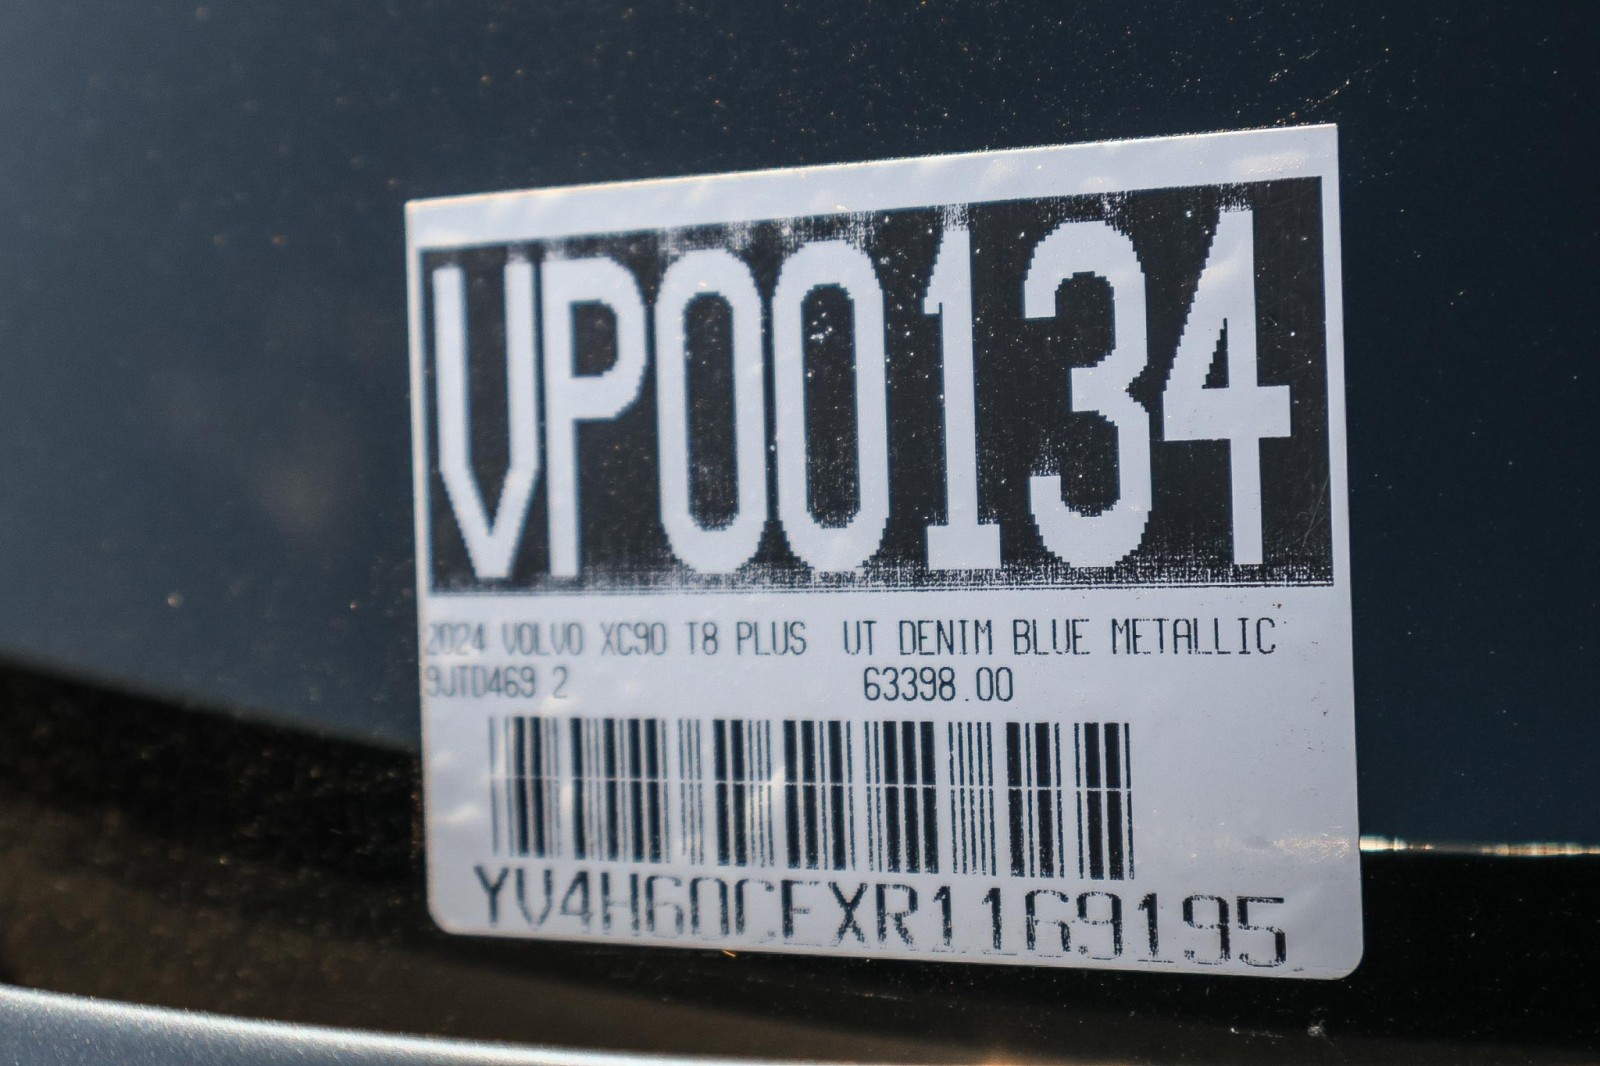 VP00134
2024 VOLVO XC90 T8 PLUS UT DENIM BLUE METALLIC
9JTD469 2 63398.00
YV4H60CEXR1169195